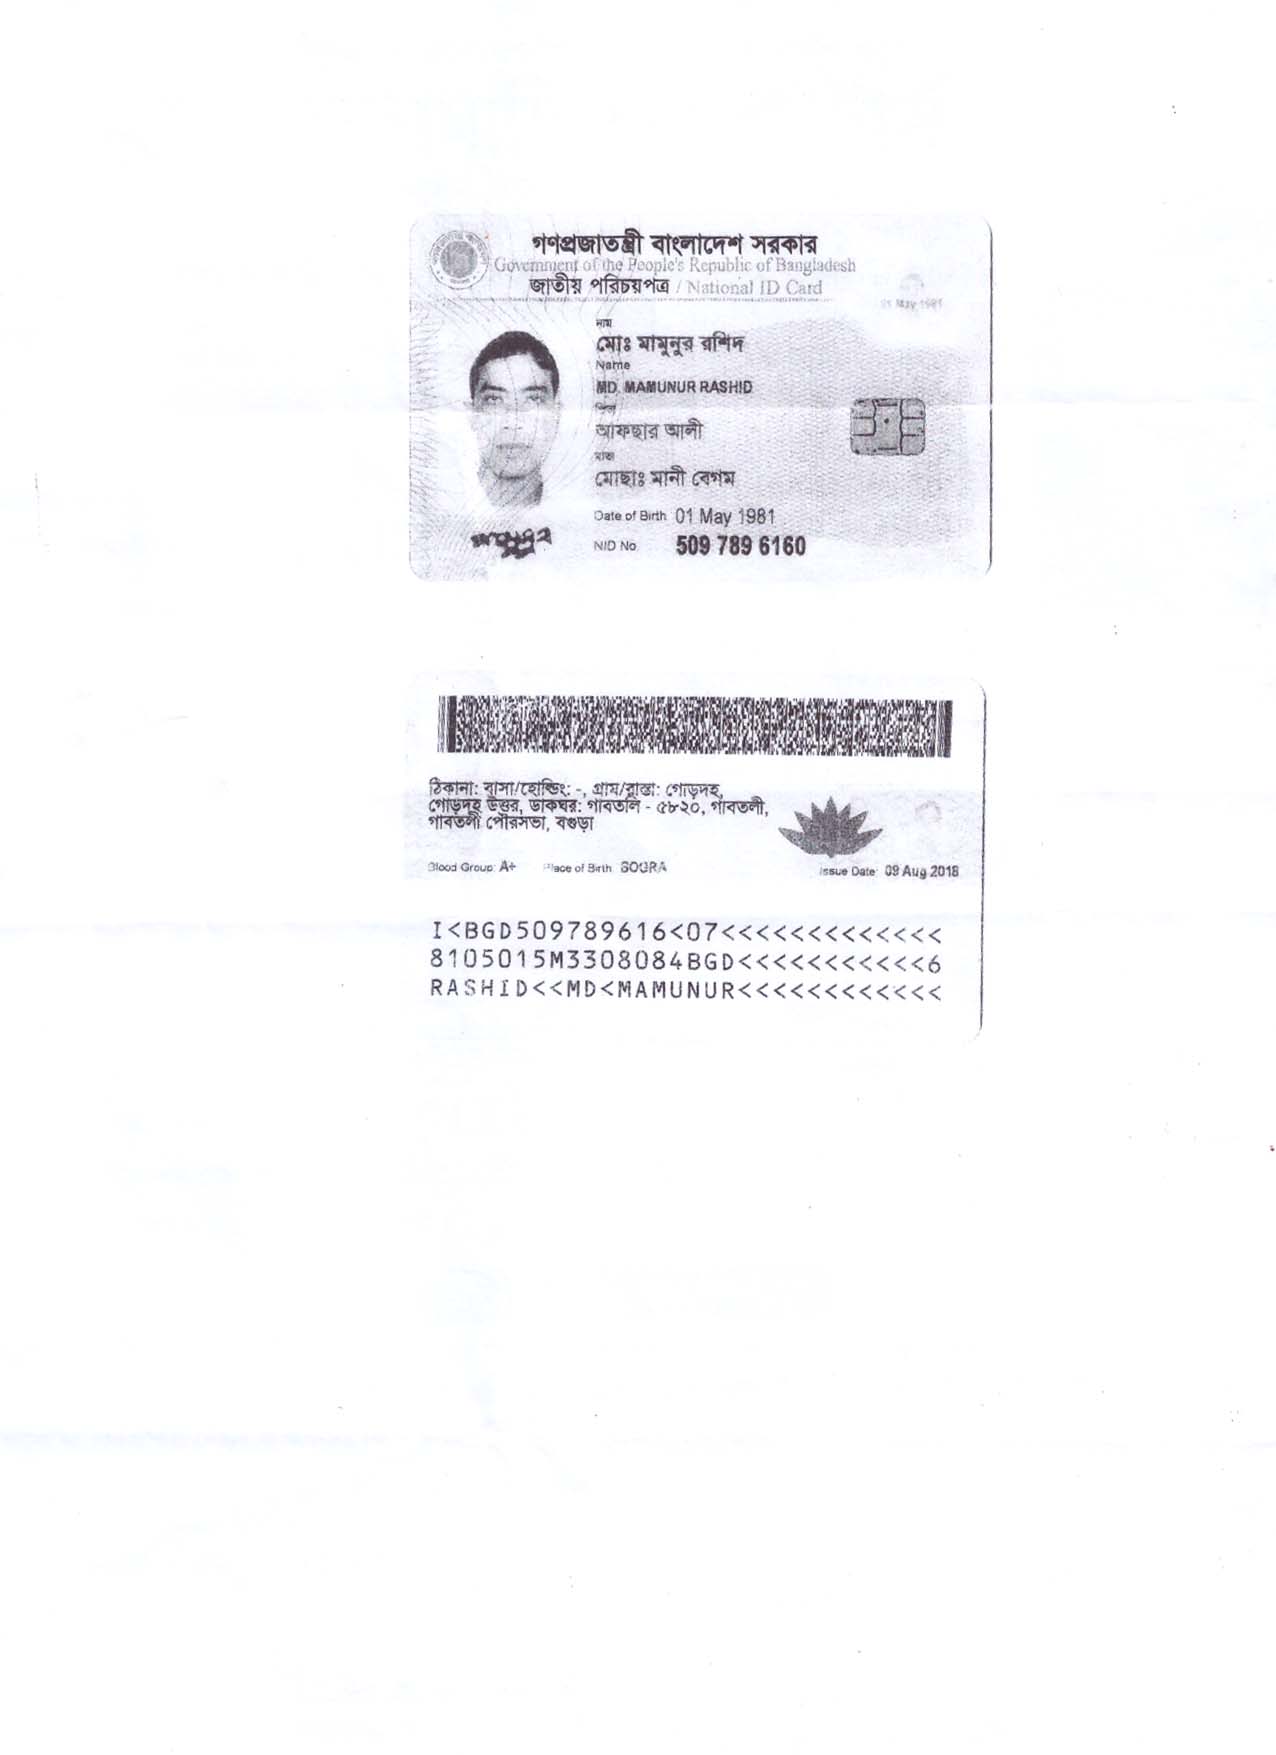 গণপ্রজাতন্ত্রী বাংলাদেশ সরকার
Government of the People's Republic of Bangladesh
জাতীয় পরিচয়পত্র / National ID Card
01 May 1981
নাম
মোঃ মামুনুর রশিদ
Name
MD. MAMUNUR RASHID
পিতা
আফছার আলী
মাতা
মোছাঃ মানী বেগম
Date of Birth 01 May 1981
NID No. 509 789 6160
ঠিকানা: বাসা/হোল্ডিং: -, গ্রাম/রাস্তা: গোড়দহ,
গোড়দহ উত্তর, ডাকঘর: গাবতলি - ৫৮২০, গাবতলী,
গাবতলী পৌরসভা, বগুড়া
Blood Group: A+ Place of Birth: BOGRA Issue Date: 09 Aug 2018
I<BGD509789616<07<<<<<<<<<<<<<
8105015M3308084BGD<<<<<<<<<<<6
RASHID<<MD<MAMUNUR<<<<<<<<<<<<